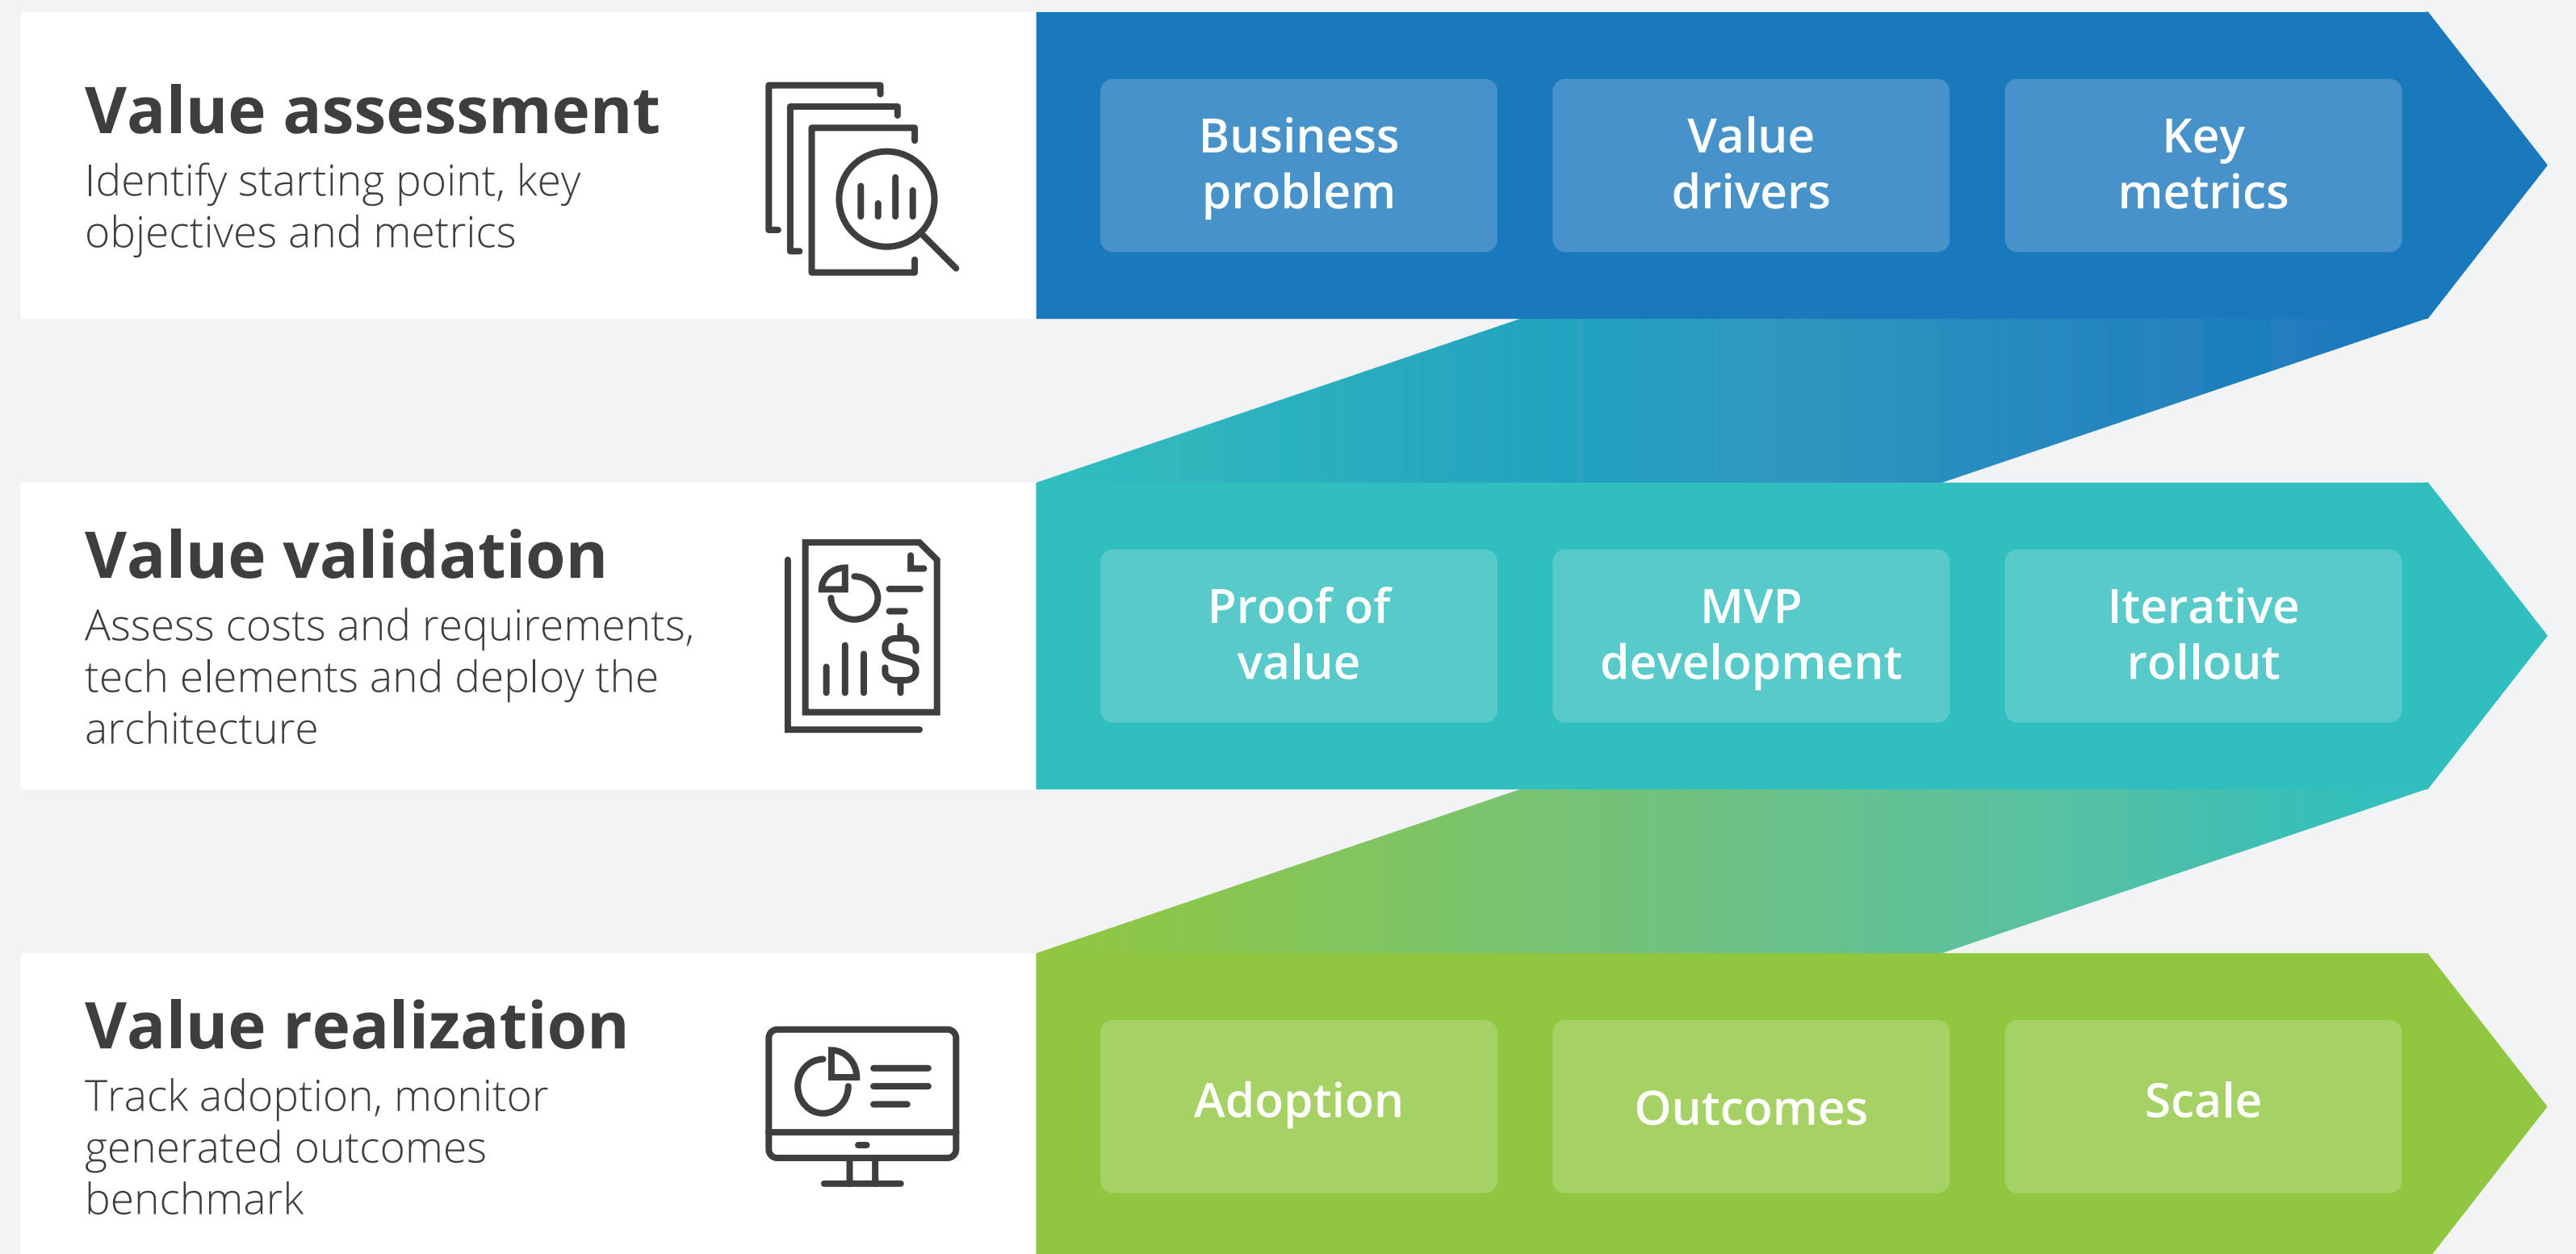 Value assessment
Identify starting point, key
objectives and metrics
Business
problem
Value
drivers
Key
metrics
Value validation
Assess costs and requirements,
tech elements and deploy the
architecture
Proof of
value
MVP
development
Iterative
rollout
Value realization
Track adoption, monitor
generated outcomes
benchmark
Adoption
Outcomes
Scale